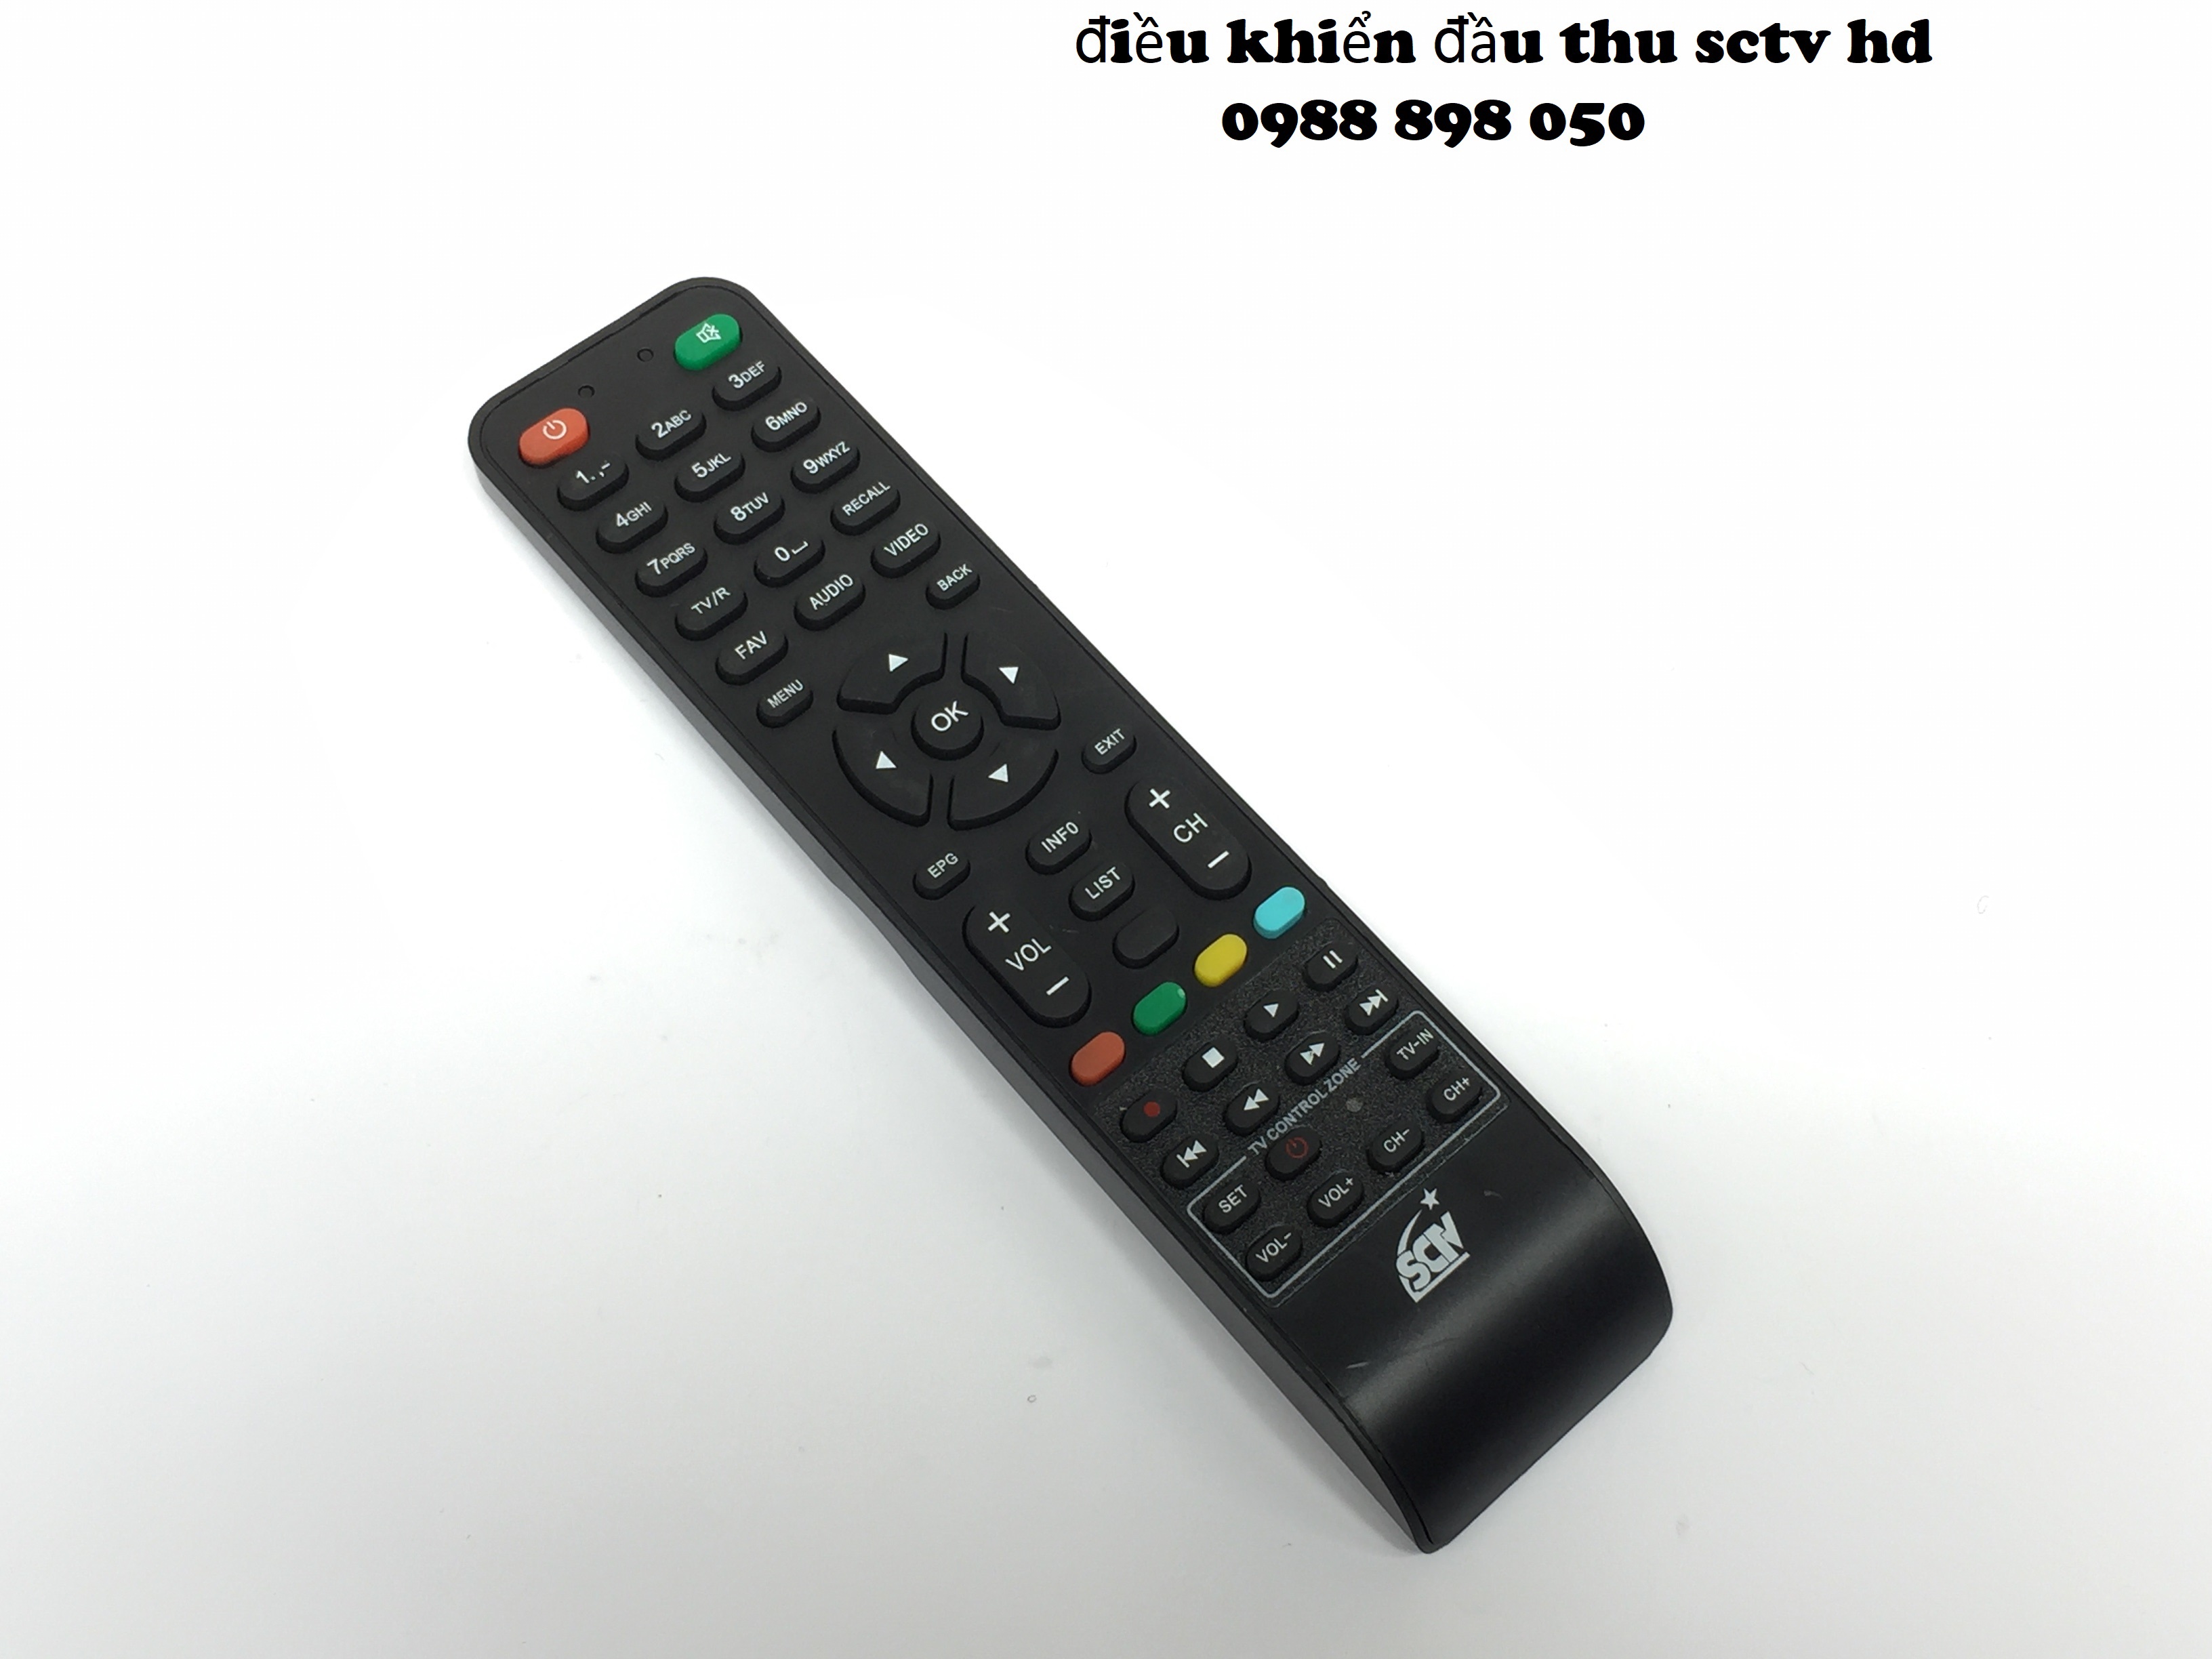 điều khiển đầu thu sctv hd
0988 898 050
1.,-
2ABC
3DEF
4GHI
5JKL
6MNO
7PQRS
8TUV
9WXYZ
TV/R
0
RECALL
FAV
AUDIO
VIDEO
MENU
BACK
OK
EPG
EXIT
INFO
LIST
+
VOL
−
+
CH
−
TV CONTROL ZONE
SET
TV-IN
VOL-
VOL+
CH-
CH+
SCTV